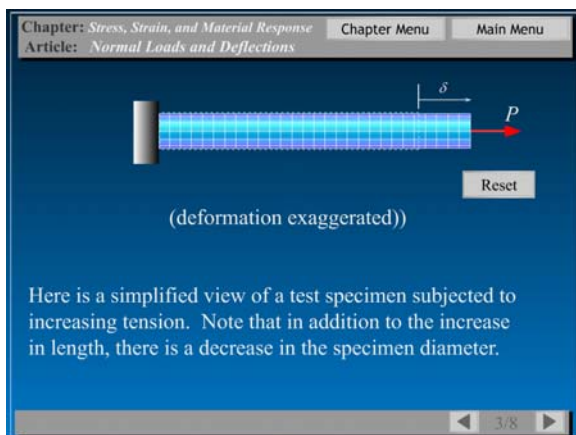 Chapter: Stress, Strain, and Material Response
Chapter Menu
Main Menu
Article: Normal Loads and Deflections
δ
P
Reset
(deformation exaggerated))
Here is a simplified view of a test specimen subjected to
increasing tension. Note that in addition to the increase
in length, there is a decrease in the specimen diameter.
3/8